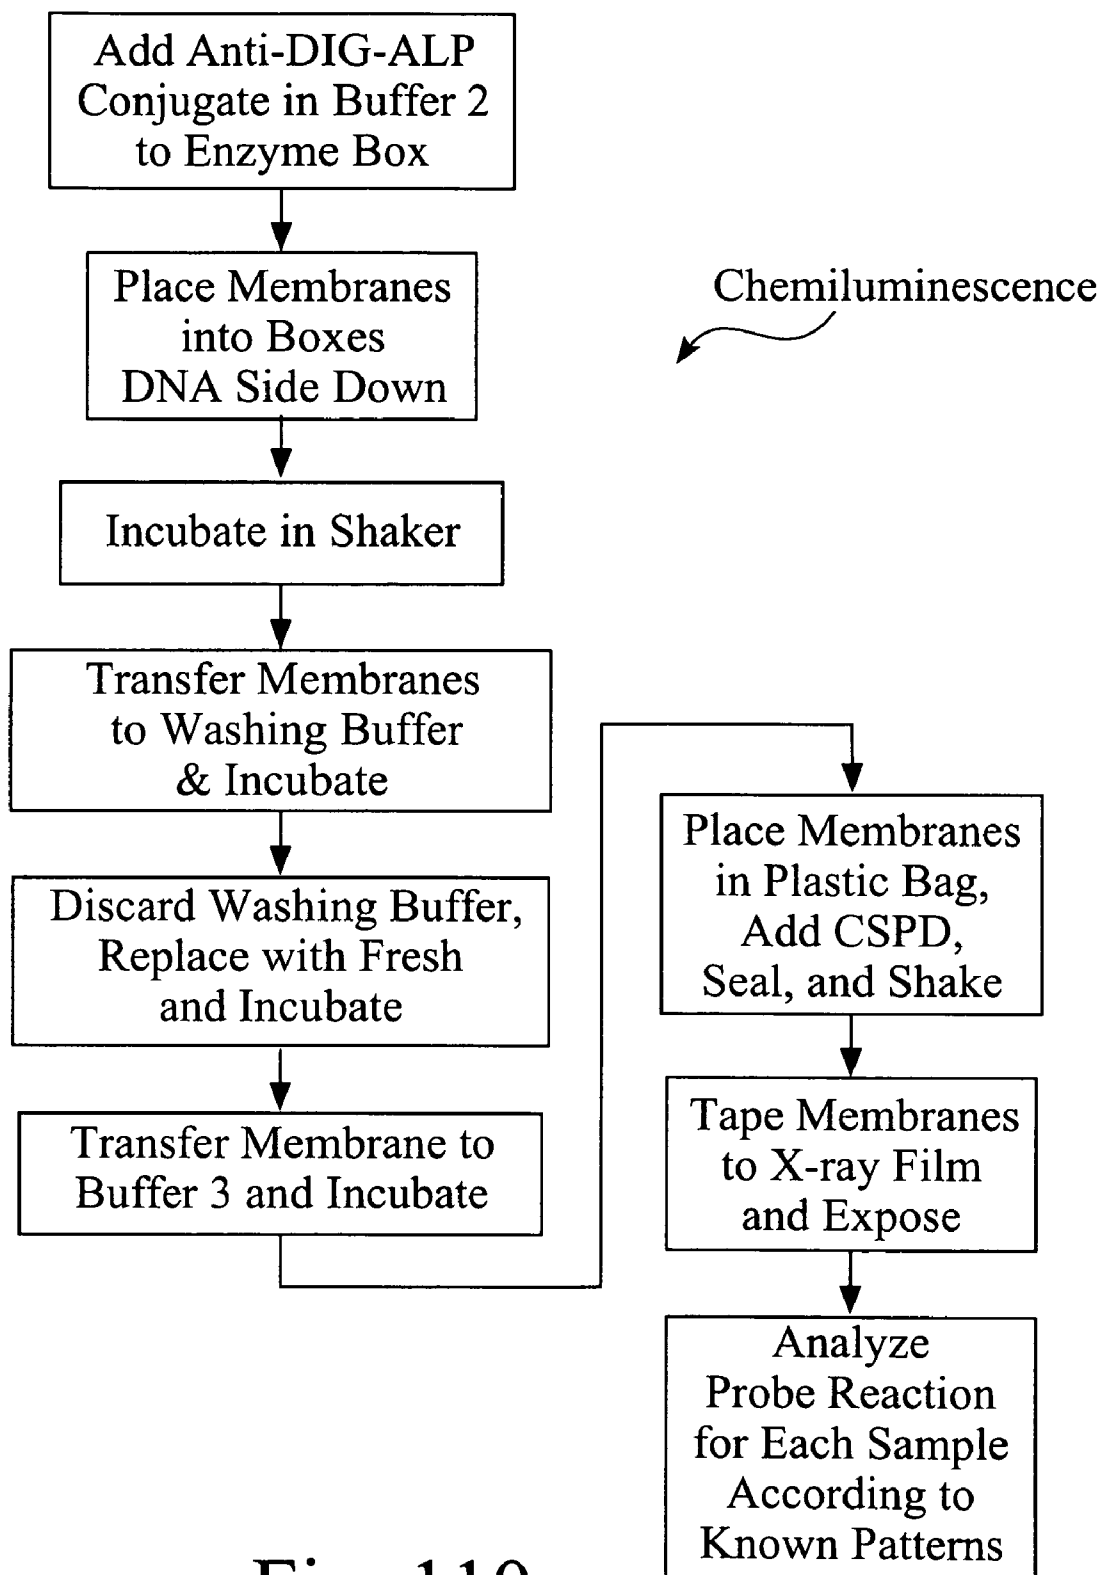 Add Anti-DIG-ALP
Conjugate in Buffer 2
to Enzyme Box
Place Membranes
into Boxes
DNA Side Down
Chemiluminescence
Incubate in Shaker
Transfer Membranes
to Washing Buffer
& Incubate
Discard Washing Buffer,
Replace with Fresh
and Incubate
Transfer Membrane to
Buffer 3 and Incubate
Place Membranes
in Plastic Bag,
Add CSPD,
Seal, and Shake
Tape Membranes
to X-ray Film
and Expose
Analyze
Probe Reaction
for Each Sample
According to
Known Patterns